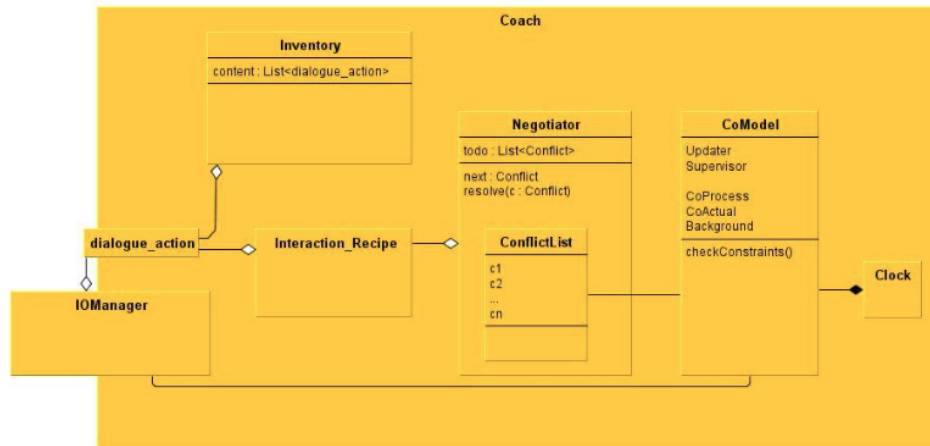 Coach
Inventory
content : List<dialogue_action>
Negotiator
todo : List<Conflict>
next : Conflict
resolve(c : Conflict)
CoModel
Updater
Supervisor
CoProcess
CoActual
Background
checkConstraints()
dialogue_action
Interaction_Recipe
ConflictList
c1
c2
...
cn
Clock
IOManager